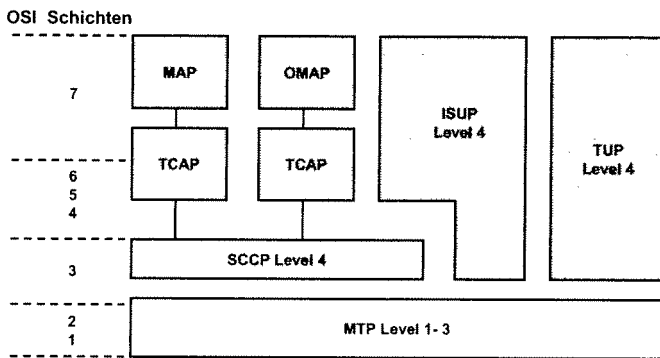 OSI Schichten
MAP
OMAP
7
ISUP
Level 4
TUP
Level 4
TCAP
TCAP
6
5
4
SCCP Level 4
3
2
MTP Level 1- 3
1